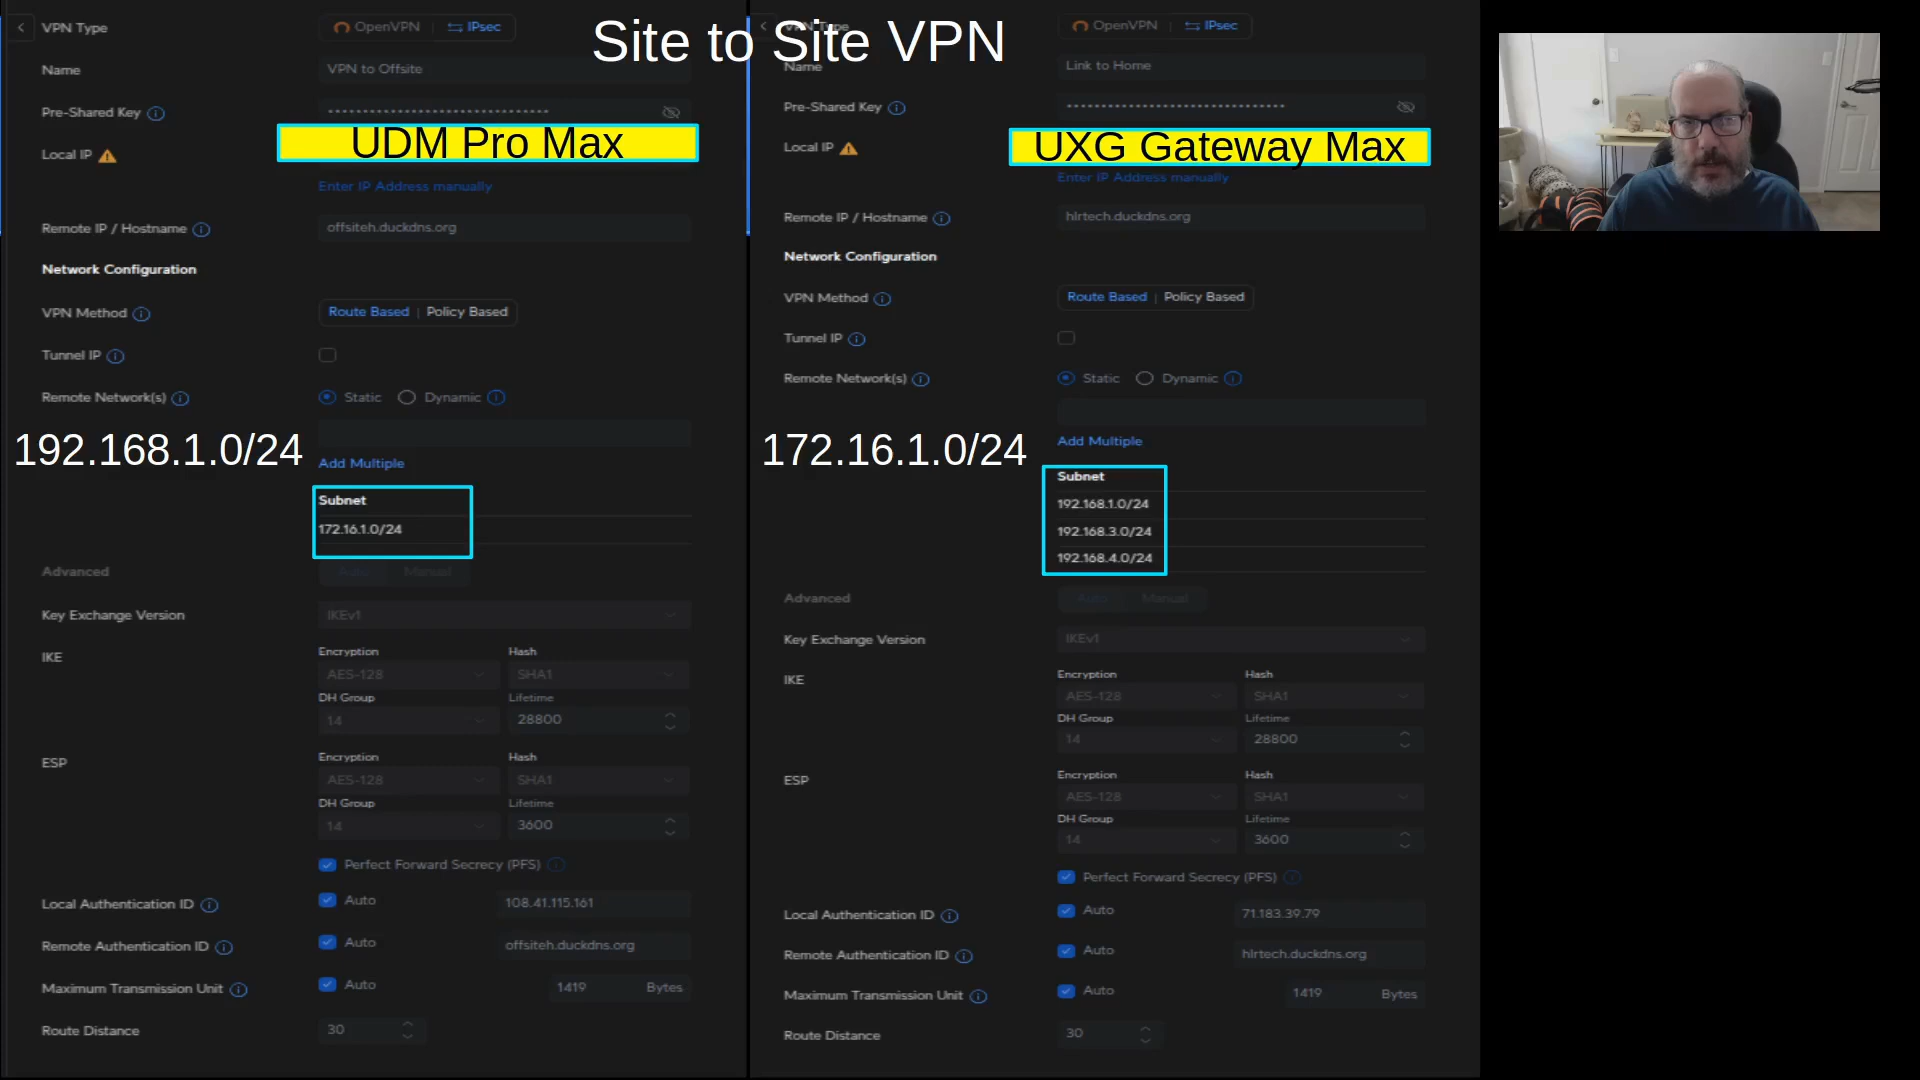 Site to Site VPN
VPN Type
OpenVPN | IPsec
Name
VPN to Offsite
Pre-Shared Key
•••••••••••••••••••••••••••••••
UDM Pro Max
Local IP
Enter IP Address manually
Remote IP / Hostname
offsiteh.duckdns.org
Network Configuration
VPN Method
Route Based | Policy Based
Tunnel IP
Remote Network(s)
Static Dynamic
192.168.1.0/24
Add Multiple
Subnet
172.16.1.0/24
Advanced
Auto Manual
Key Exchange Version
IKEv1
IKE
Encryption Hash
AES-128 SHA1
DH Group Lifetime
14 28800
ESP
Encryption Hash
AES-128 SHA1
DH Group Lifetime
14 3600
Perfect Forward Secrecy (PFS)
Local Authentication ID
Auto 108.41.115.161
Remote Authentication ID
Auto offsiteh.duckdns.org
Maximum Transmission Unit
Auto 1419 Bytes
Route Distance
30
VPN Type
OpenVPN | IPsec
Name
Link to Home
Pre-Shared Key
•••••••••••••••••••••••••••••••
UXG Gateway Max
Local IP
Enter IP Address manually
Remote IP / Hostname
hlrtech.duckdns.org
Network Configuration
VPN Method
Route Based | Policy Based
Tunnel IP
Remote Network(s)
Static Dynamic
172.16.1.0/24
Add Multiple
Subnet
192.168.1.0/24
192.168.3.0/24
192.168.4.0/24
Advanced
Auto Manual
Key Exchange Version
IKEv1
IKE
Encryption Hash
AES-128 SHA1
DH Group Lifetime
14 28800
ESP
Encryption Hash
AES-128 SHA1
DH Group Lifetime
14 3600
Perfect Forward Secrecy (PFS)
Local Authentication ID
Auto 71.183.39.79
Remote Authentication ID
Auto hlrtech.duckdns.org
Maximum Transmission Unit
Auto 1419 Bytes
Route Distance
30